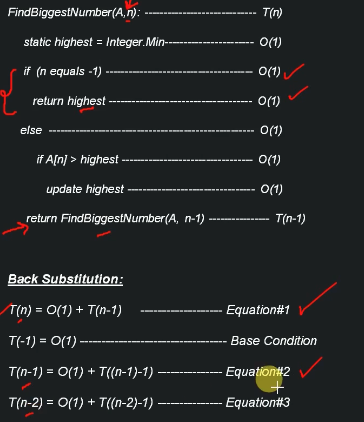 FindBiggestNumber(A,n): ---------------------------- T(n)
static highest = Integer.Min----------------------- O(1)
if (n equals -1) -------------------------------------- O(1)
return highest ------------------------------------- O(1)
else ----------------------------------------------------- O(1)
if A[n] > highest ---------------------------------- O(1)
update highest ---------------------------------- O(1)
return FindBiggestNumber(A, n-1) --------------- T(n-1)
Back Substitution:
T(n) = O(1) + T(n-1) --------------------- Equation#1
T(-1) = O(1) --------------------------------------- Base Condition
T(n-1) = O(1) + T((n-1)-1) ----------------- Equation#2
T(n-2) = O(1) + T((n-2)-1) ----------------- Equation#3